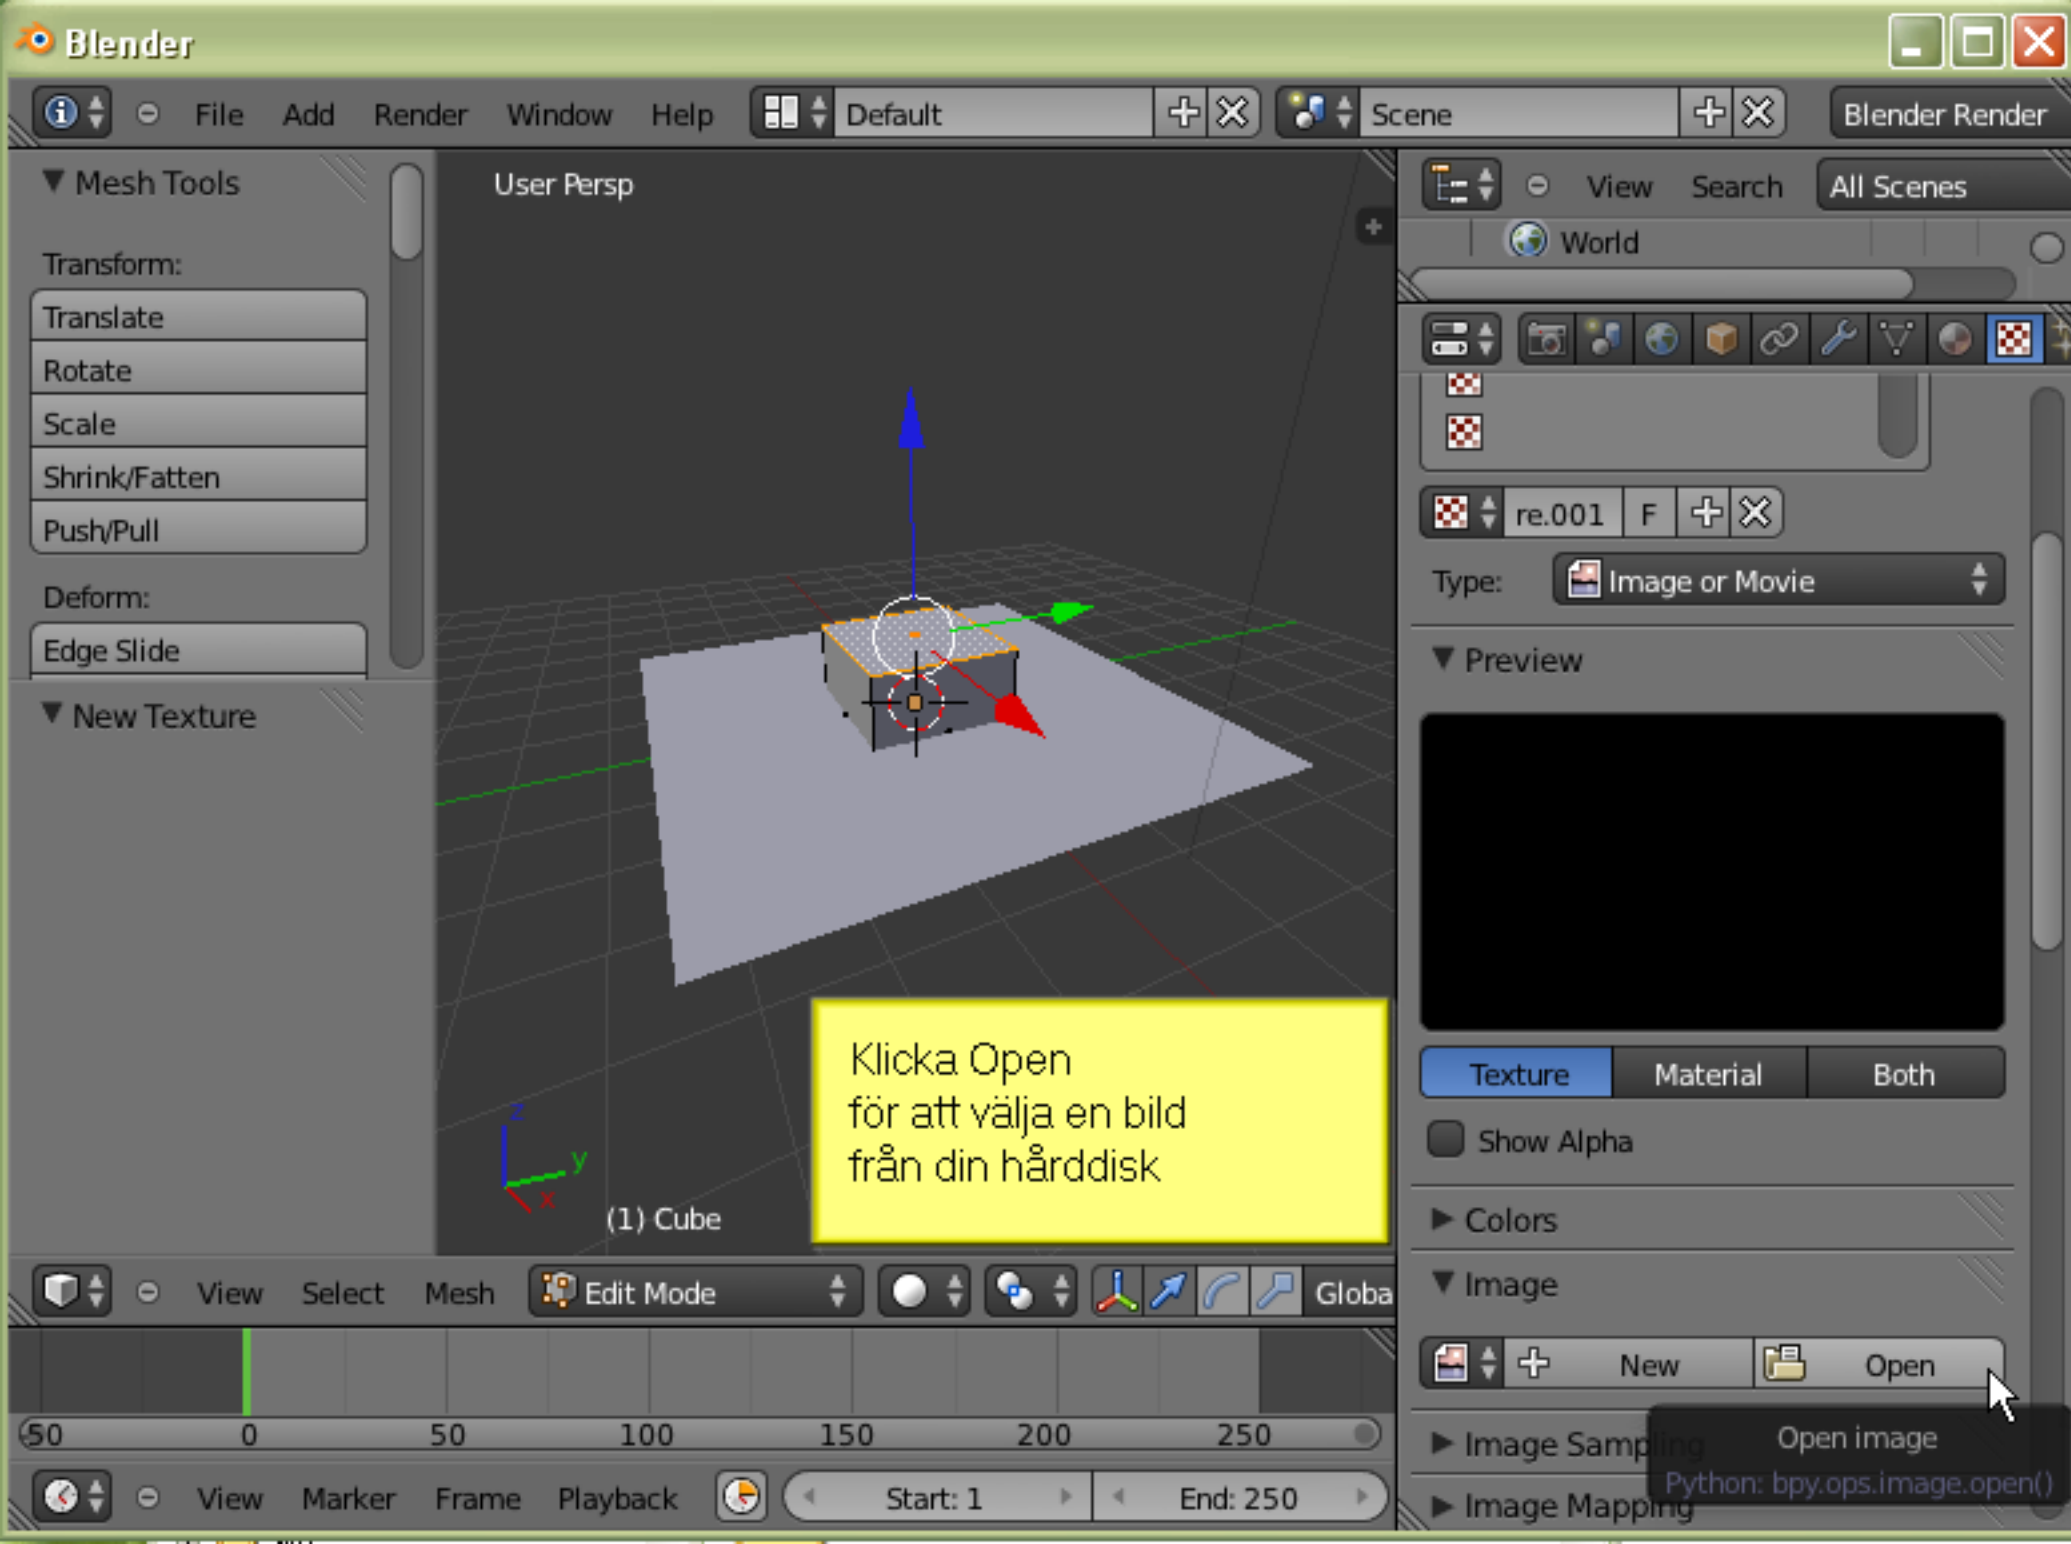 Blender
File Add Render Window Help Default Scene Blender Render
Mesh Tools
Transform:
Translate
Rotate
Scale
Shrink/Fatten
Push/Pull
Deform:
Edge Slide
New Texture
User Persp
z
y
x
(1) Cube
Klicka Open
för att välja en bild
från din hårddisk
View Select Mesh Edit Mode Globa
View Search All Scenes
World
re.001 F
Type: Image or Movie
Preview
Texture Material Both
Show Alpha
Colors
Image
New Open
Image Sampling
Open image
Python: bpy.ops.image.open()
Image Mapping
-50 0 50 100 150 200 250
View Marker Frame Playback Start: 1 End: 250